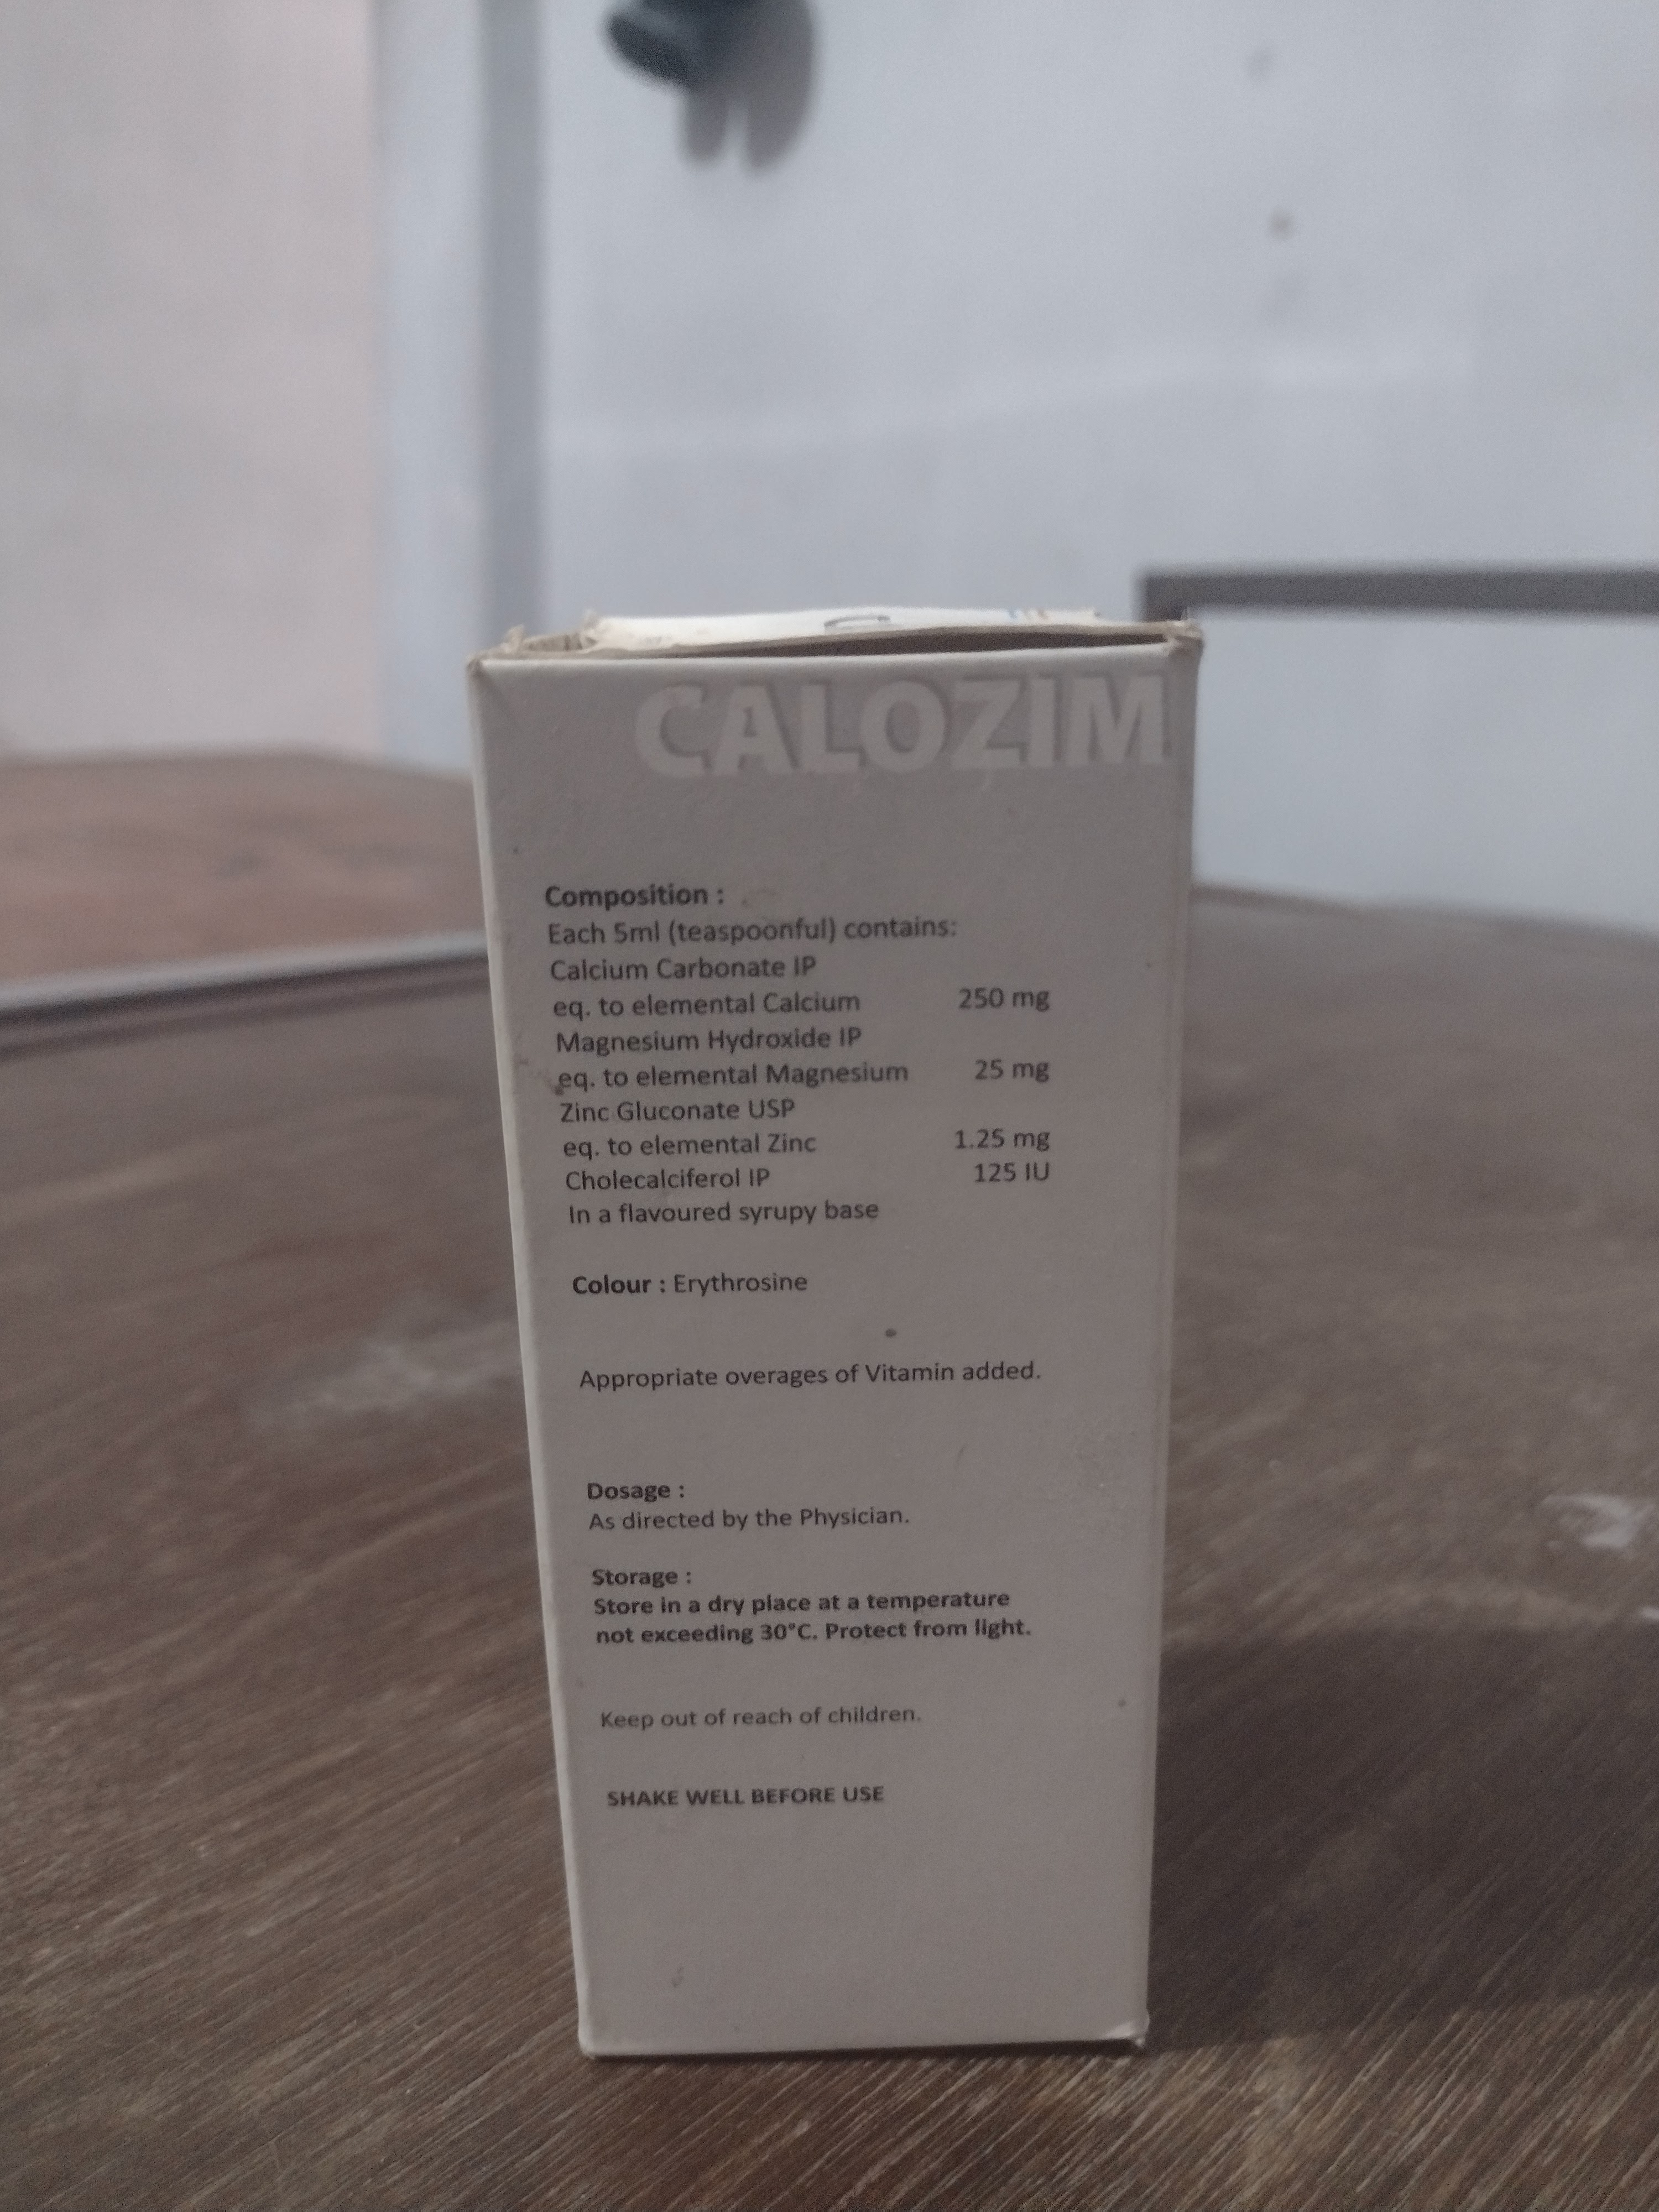 CALOZIM
Composition :
Each 5ml (teaspoonful) contains:
Calcium Carbonate IP
eq. to elemental Calcium 250 mg
Magnesium Hydroxide IP
eq. to elemental Magnesium 25 mg
Zinc Gluconate USP
eq. to elemental Zinc 1.25 mg
Cholecalciferol IP 125 IU
In a flavoured syrupy base
Colour : Erythrosine
Appropriate overages of Vitamin added.
Dosage :
As directed by the Physician.
Storage :
Store in a dry place at a temperature
not exceeding 30°C. Protect from light.
Keep out of reach of children.
SHAKE WELL BEFORE USE